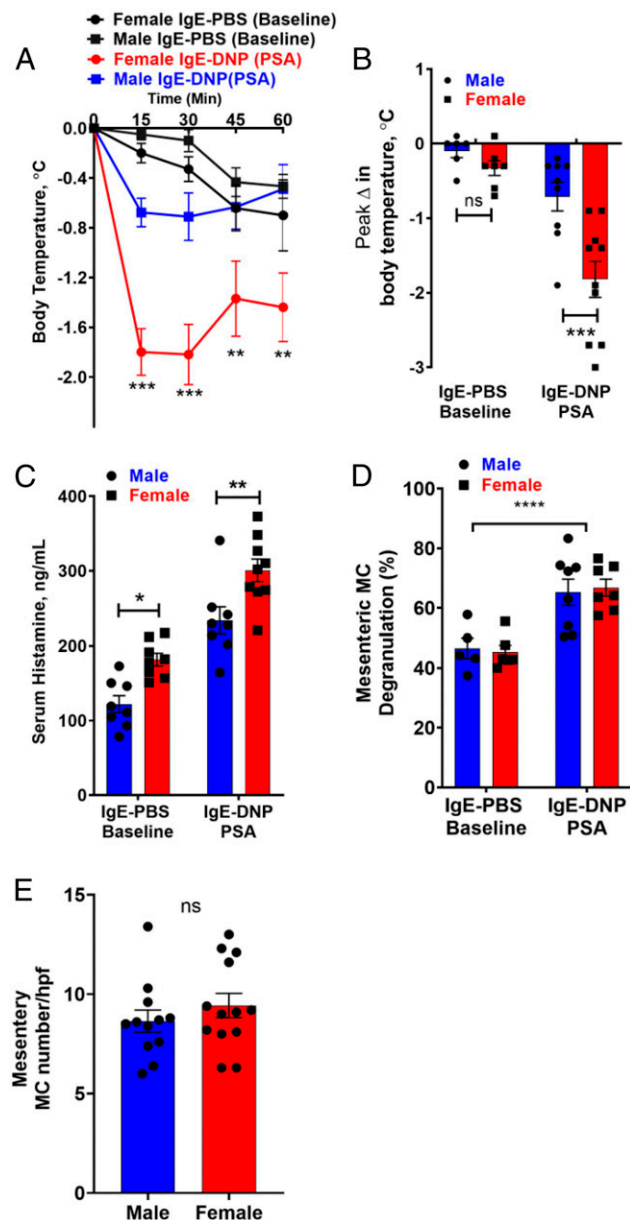 Female IgE-PBS (Baseline)
Male IgE-PBS (Baseline)
Female IgE-DNP (PSA)
Male IgE-DNP(PSA)
A
Time (Min)
0 15 30 45 60
0.0
-0.4
-0.8
-1.2
-1.6
-2.0
Body Temperature, °C
*** *** ** **
B
Male
Female
1
0
-1
-2
-3
Peak Δ in
body temperature, °C
ns
***
IgE-PBS
Baseline
IgE-DNP
PSA
C
Male
Female
400
300
200
100
0
Serum Histamine, ng/mL
*
**
IgE-PBS
Baseline
IgE-DNP
PSA
D
Male
Female
100
80
60
40
20
0
Mesenteric MC
Degranulation (%)
****
IgE-PBS
Baseline
IgE-DNP
PSA
E
15
10
5
0
Mesentery
MC number/hpf
ns
Male Female